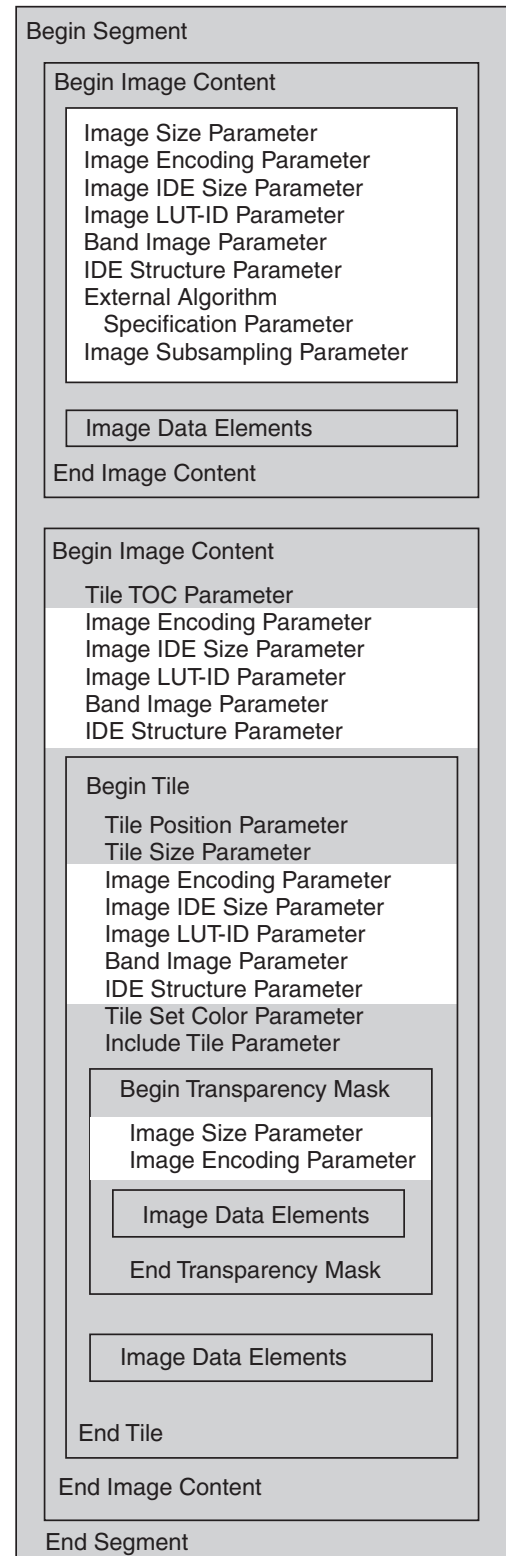 Begin Segment
Begin Image Content
Image Size Parameter
Image Encoding Parameter
Image IDE Size Parameter
Image LUT-ID Parameter
Band Image Parameter
IDE Structure Parameter
External Algorithm
Specification Parameter
Image Subsampling Parameter
Image Data Elements
End Image Content
Begin Image Content
Tile TOC Parameter
Image Encoding Parameter
Image IDE Size Parameter
Image LUT-ID Parameter
Band Image Parameter
IDE Structure Parameter
Begin Tile
Tile Position Parameter
Tile Size Parameter
Image Encoding Parameter
Image IDE Size Parameter
Image LUT-ID Parameter
Band Image Parameter
IDE Structure Parameter
Tile Set Color Parameter
Include Tile Parameter
Begin Transparency Mask
Image Size Parameter
Image Encoding Parameter
Image Data Elements
End Transparency Mask
Image Data Elements
End Tile
End Image Content
End Segment